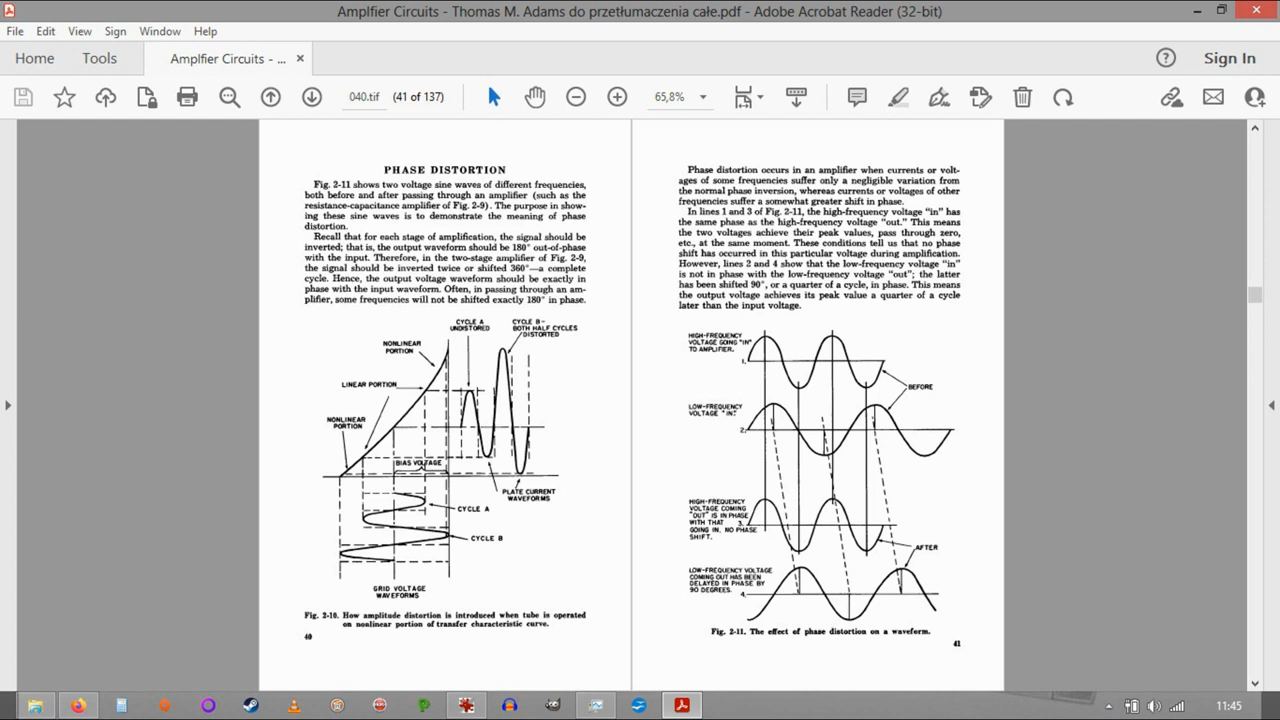 Amplfier Circuits - Thomas M. Adams do przetłumaczenia całe.pdf - Adobe Acrobat Reader (32-bit)
File Edit View Sign Window Help
Home Tools Amplfier Circuits - ... ×
Sign In
040.tif (41 of 137)
65,8%
PHASE DISTORTION
Fig. 2-11 shows two voltage sine waves of different frequencies,
both before and after passing through an amplifier (such as the
resistance-capacitance amplifier of Fig. 2-9). The purpose in show-
ing these sine waves is to demonstrate the meaning of phase
distortion.
Recall that for each stage of amplification, the signal should be
inverted; that is, the output waveform should be 180° out-of-phase
with the input. Therefore, in the two-stage amplifier of Fig. 2-9,
the signal should be inverted twice or shifted 360°—a complete
cycle. Hence, the output voltage waveform should be exactly in
phase with the input waveform. Often, in passing through an am-
plifier, some frequencies will not be shifted exactly 180° in phase.
CYCLE A
UNDISTORED
CYCLE B-
BOTH HALF CYCLES
DISTORTED
NONLINEAR
PORTION
LINEAR PORTION
NONLINEAR
PORTION
BIAS VOLTAGE
PLATE CURRENT
WAVEFORMS
CYCLE A
CYCLE B
GRID VOLTAGE
WAVEFORMS
Fig. 2-10. How amplitude distortion is introduced when tube is operated
on nonlinear portion of transfer characteristic curve.
40
Phase distortion occurs in an amplifier when currents or volt-
ages of some frequencies suffer only a negligible variation from
the normal phase inversion, whereas currents or voltages of other
frequencies suffer a somewhat greater shift in phase.
In lines 1 and 3 of Fig. 2-11, the high-frequency voltage "in" has
the same phase as the high-frequency voltage "out." This means
the two voltages achieve their peak values, pass through zero,
etc., at the same moment. These conditions tell us that no phase
shift has occurred in this particular voltage during amplification.
However, lines 2 and 4 show that the low-frequency voltage "in"
is not in phase with the low-frequency voltage "out"; the latter
has been shifted 90°, or a quarter of a cycle, in phase. This means
the output voltage achieves its peak value a quarter of a cycle
later than the input voltage.
HIGH-FREQUENCY
VOLTAGE GOING "IN"
TO AMPLIFIER.
1.
BEFORE
LOW-FREQUENCY
VOLTAGE "IN".
2.
HIGH-FREQUENCY
VOLTAGE COMING
"OUT" IS IN PHASE
WITH THAT 3.
GOING IN, NO PHASE
SHIFT.
AFTER
LOW-FREQUENCY VOLTAGE
COMING OUT HAS BEEN
DELAYED IN PHASE BY
90 DEGREES. 4.
Fig. 2-11. The effect of phase distortion on a waveform.
41
11:45